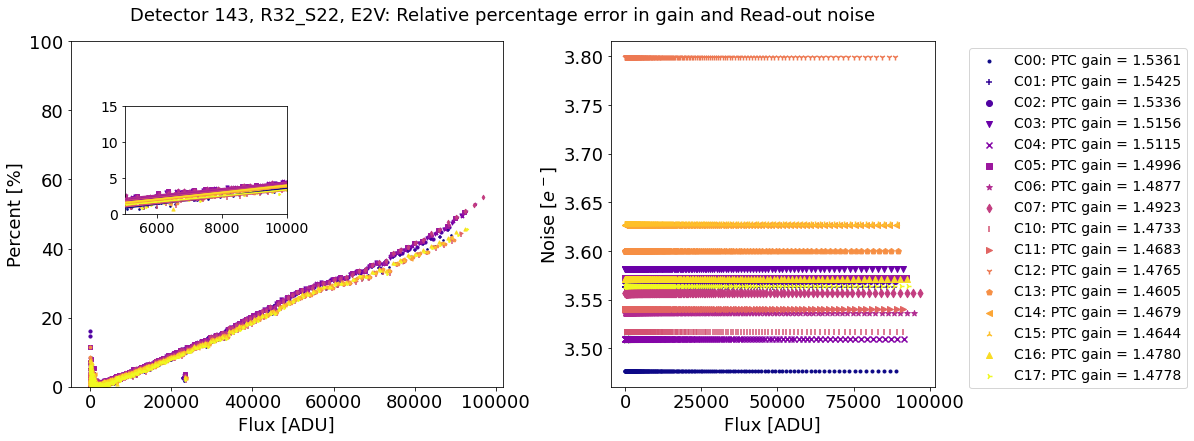 Detector 143, R32_S22, E2V: Relative percentage error in gain and Read-out noise
Percent [%]
100
80
60
40
20
0
15
10
5
0
6000 8000 10000
0 20000 40000 60000 80000 100000
Flux [ADU]
Noise [e⁻]
3.80
3.75
3.70
3.65
3.60
3.55
3.50
0 25000 50000 75000 100000
Flux [ADU]
C00: PTC gain = 1.5361
C01: PTC gain = 1.5425
C02: PTC gain = 1.5336
C03: PTC gain = 1.5156
C04: PTC gain = 1.5115
C05: PTC gain = 1.4996
C06: PTC gain = 1.4877
C07: PTC gain = 1.4923
C10: PTC gain = 1.4733
C11: PTC gain = 1.4683
C12: PTC gain = 1.4765
C13: PTC gain = 1.4605
C14: PTC gain = 1.4679
C15: PTC gain = 1.4644
C16: PTC gain = 1.4780
C17: PTC gain = 1.4778